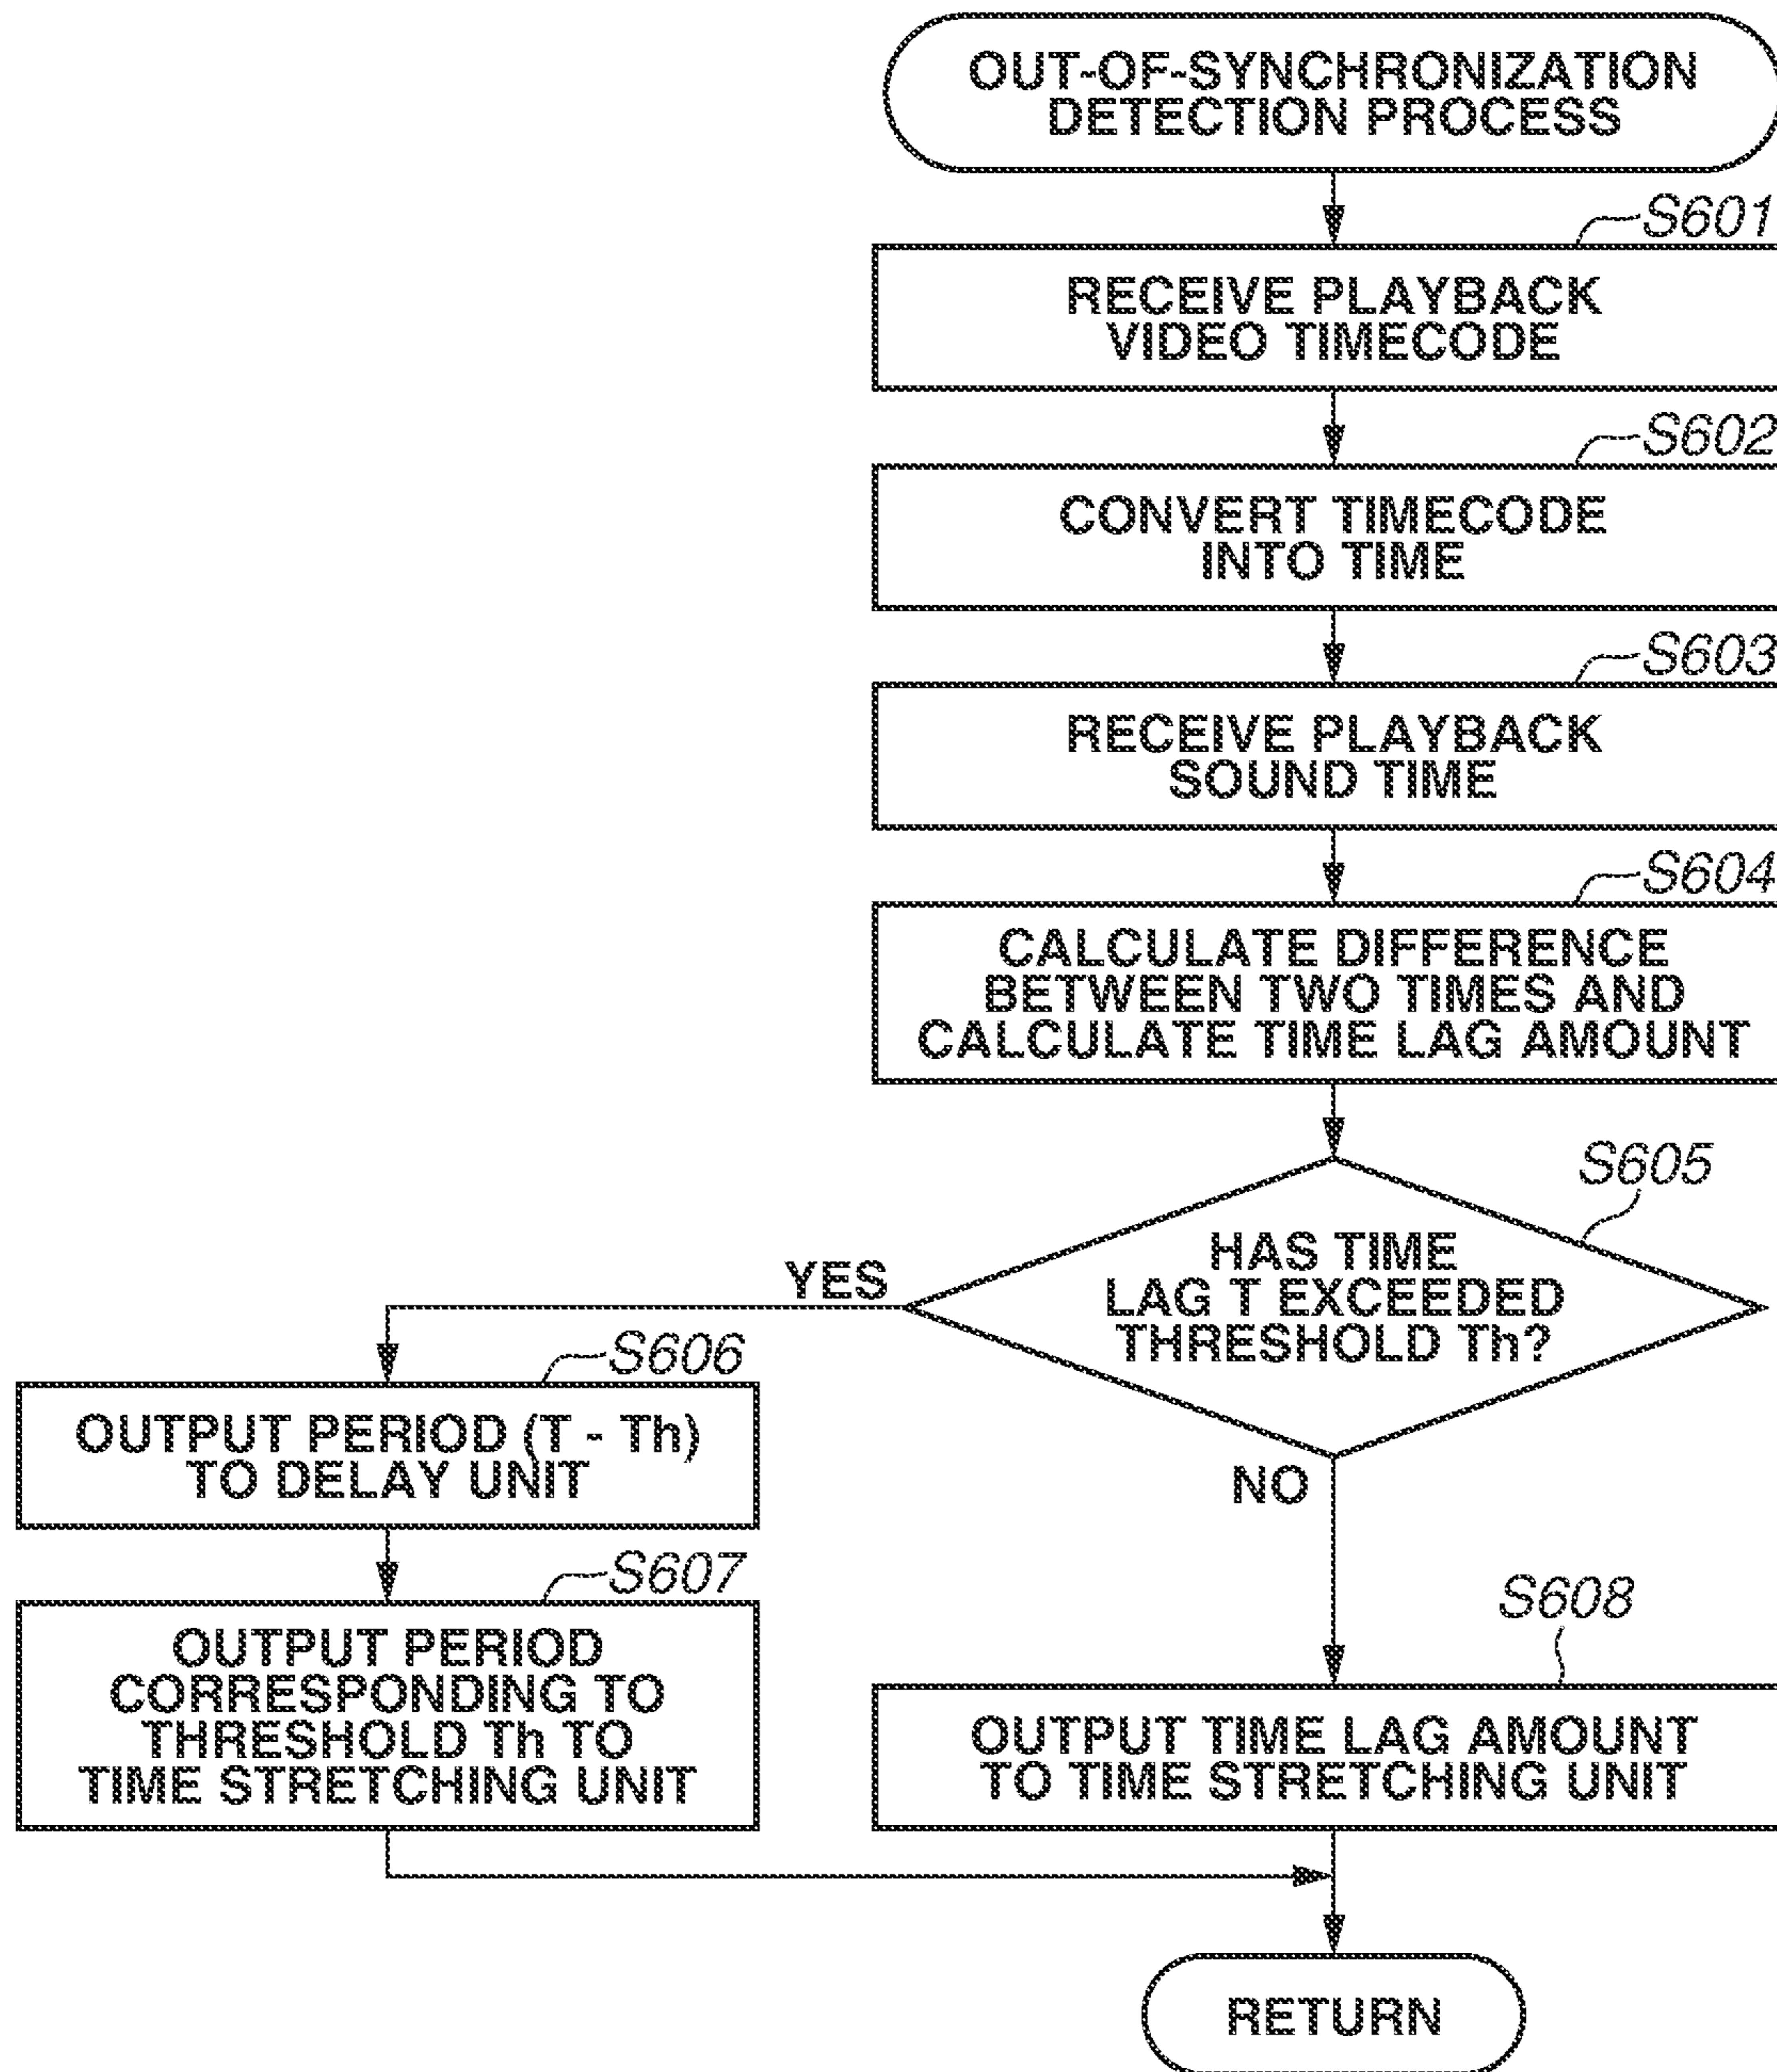 OUT-OF-SYNCHRONIZATION
DETECTION PROCESS
S601
RECEIVE PLAYBACK
VIDEO TIMECODE
S602
CONVERT TIMECODE
INTO TIME
S603
RECEIVE PLAYBACK
SOUND TIME
S604
CALCULATE DIFFERENCE
BETWEEN TWO TIMES AND
CALCULATE TIME LAG AMOUNT
S605
HAS TIME
LAG T EXCEEDED
THRESHOLD Th?
YES
S606
OUTPUT PERIOD (T - Th)
TO DELAY UNIT
S607
OUTPUT PERIOD
CORRESPONDING TO
THRESHOLD Th TO
TIME STRETCHING UNIT
NO
S608
OUTPUT TIME LAG AMOUNT
TO TIME STRETCHING UNIT
RETURN